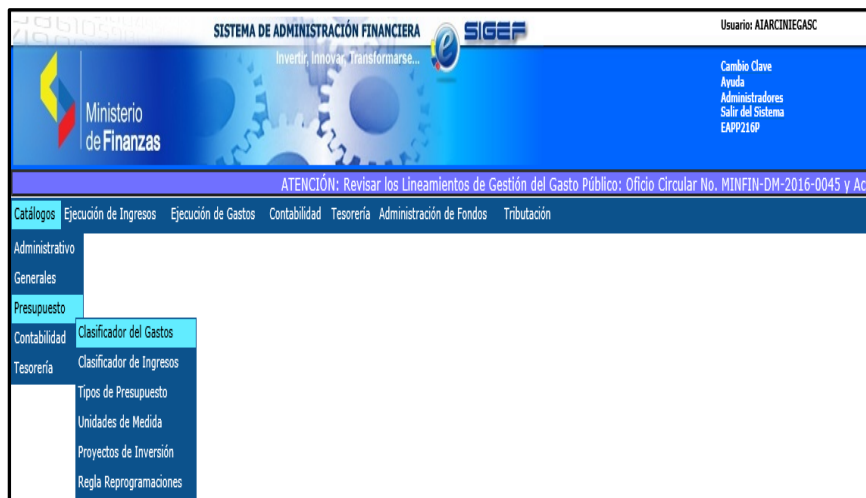 SISTEMA DE ADMINISTRACIÓN FINANCIERA
e SIGEF
Usuario: AIARCINIEGASC
Invertir, Innovar, Transformarse...
Ministerio
de Finanzas
Cambio Clave
Ayuda
Administradores
Salir del Sistema
EAPP216P
ATENCIÓN: Revisar los Lineamientos de Gestión del Gasto Público: Oficio Circular No. MINFIN-DM-2016-0045 y Ac
Catálogos Ejecución de Ingresos Ejecución de Gastos Contabilidad Tesorería Administración de Fondos Tributación
Administrativo
Generales
Presupuesto
Contabilidad
Tesorería
Clasificador del Gastos
Clasificador de Ingresos
Tipos de Presupuesto
Unidades de Medida
Proyectos de Inversión
Regla Reprogramaciones